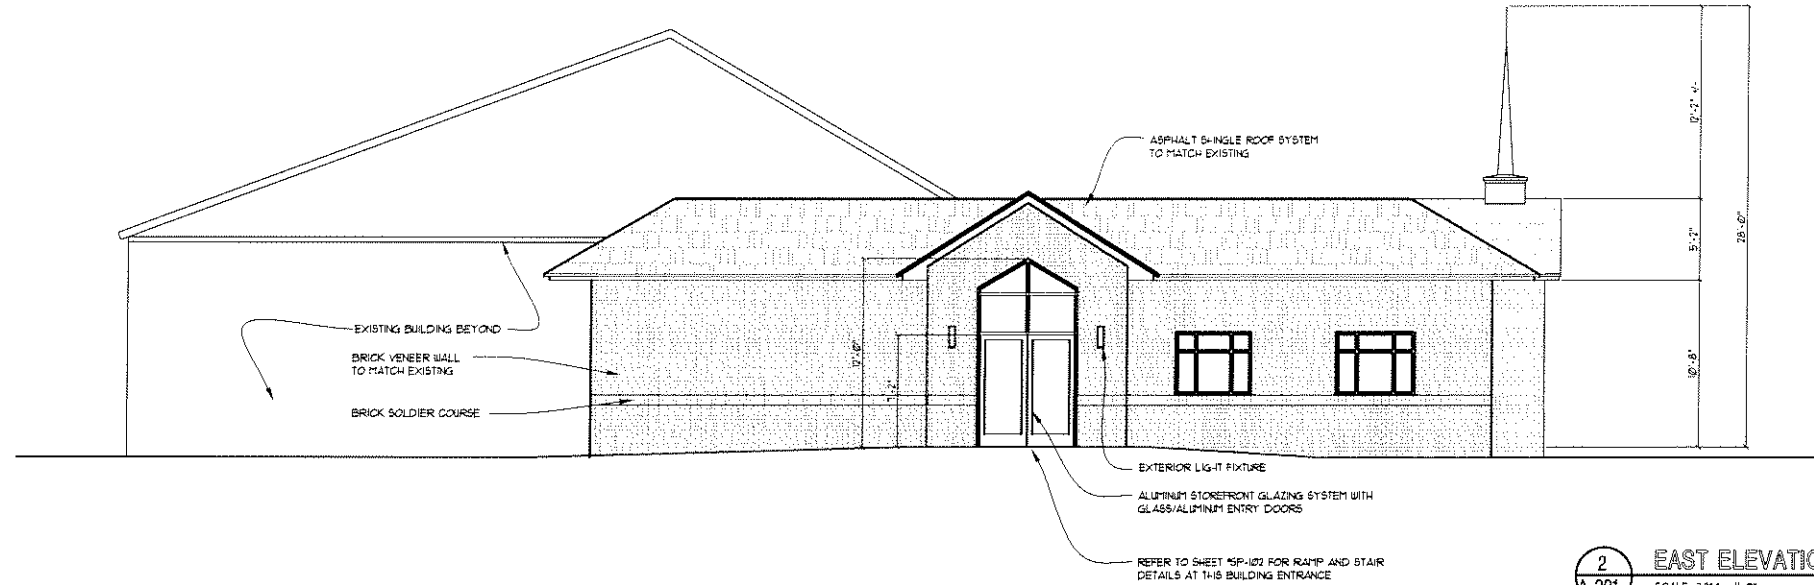 ASPHALT SHINGLE ROOF SYSTEM
TO MATCH EXISTING
12'-2" +/-
5'-2"
28'-0"
10'-8"
EXISTING BUILDING BEYOND
BRICK VENEER WALL
TO MATCH EXISTING
BRICK SOLDIER COURSE
12'-0"
7'-2"
EXTERIOR LIGHT FIXTURE
ALUMINUM STOREFRONT GLAZING SYSTEM WITH
GLASS/ALUMINUM ENTRY DOORS
REFER TO SHEET *SP-102 FOR RAMP AND STAIR
DETAILS AT THIS BUILDING ENTRANCE
2
EAST ELEVATIO